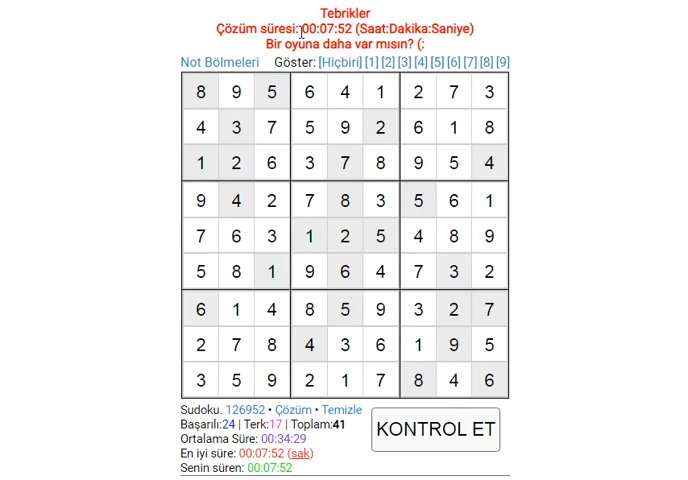 Tebrikler
Çözüm süresi: 00:07:52 (Saat:Dakika:Saniye)
Bir oyuna daha var mısın? (:
Not Bölmeleri Göster: [Hiçbiri] [1] [2] [3] [4] [5] [6] [7] [8] [9]
8 9 5 6 4 1 2 7 3
4 3 7 5 9 2 6 1 8
1 2 6 3 7 8 9 5 4
9 4 2 7 8 3 5 6 1
7 6 3 1 2 5 4 8 9
5 8 1 9 6 4 7 3 2
6 1 4 8 5 9 3 2 7
2 7 8 4 3 6 1 9 5
3 5 9 2 1 7 8 4 6
Sudoku. 126952 • Çözüm • Temizle
Başarılı:24 | Terk:17 | Toplam:41
Ortalama Süre: 00:34:29
En iyi süre: 00:07:52 (sak)
Senin süren: 00:07:52
KONTROL ET